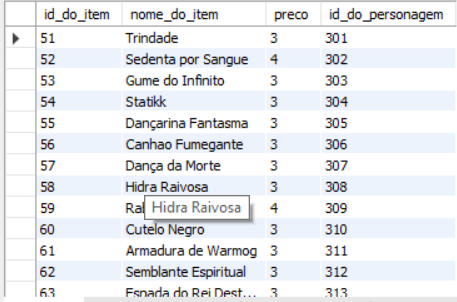 id_do_item nome_do_item preco id_do_personagem
51 Trindade 3 301
52 Sedenta por Sangue 4 302
53 Gume do Infinito 3 303
54 Statikk 3 304
55 Dançarina Fantasma 3 305
56 Canhao Fumegante 3 306
57 Dança da Morte 3 307
58 Hidra Raivosa 3 308
59 Hidra Raivosa 4 309
60 Cutelo Negro 3 310
61 Armadura de Warmog 3 311
62 Semblante Espiritual 3 312
63 Espada do Rei Dest... 3 313